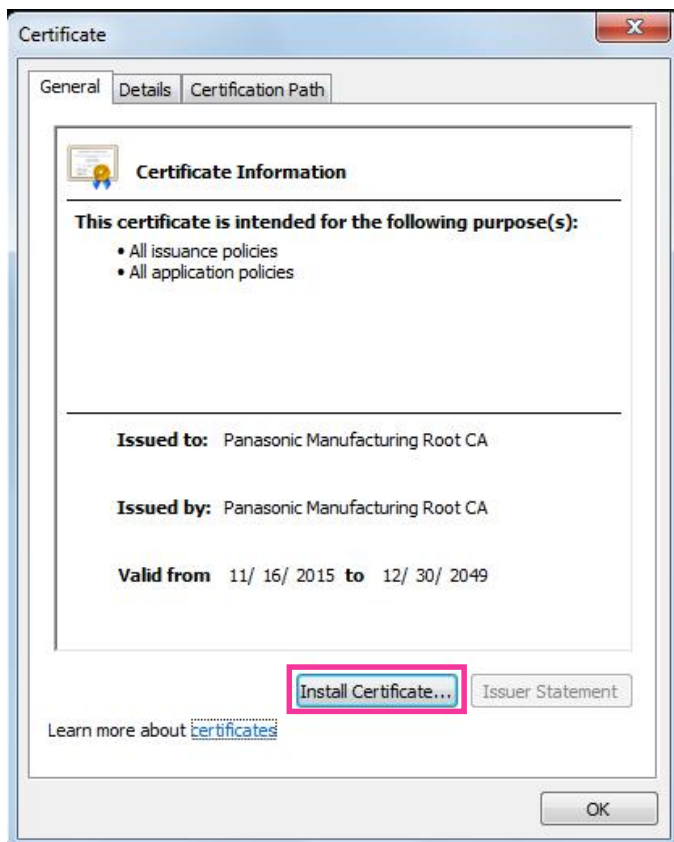 Certificate
General Details Certification Path
Certificate Information
This certificate is intended for the following purpose(s):
• All issuance policies
• All application policies
Issued to: Panasonic Manufacturing Root CA
Issued by: Panasonic Manufacturing Root CA
Valid from 11/ 16/ 2015 to 12/ 30/ 2049
Install Certificate... Issuer Statement
Learn more about certificates
OK